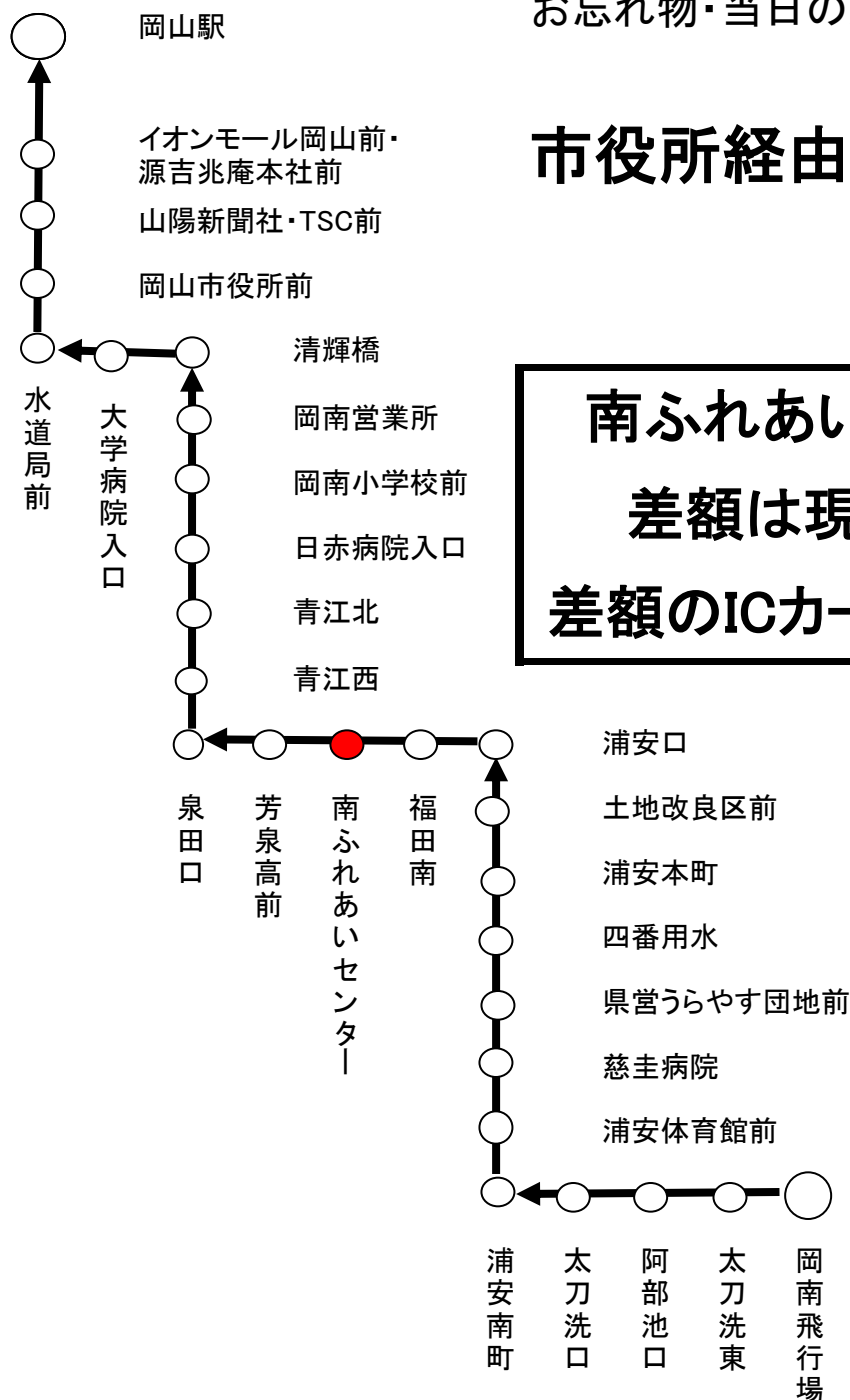 お忘れ物・当日の
岡山駅
イオンモール岡山前・
源吉兆庵本社前
市役所経由
山陽新聞社・TSC前
岡山市役所前
清輝橋
水道局前
大学病院入口
岡南営業所
岡南小学校前
日赤病院入口
青江北
青江西
南ふれあい
差額は現
差額のICカー
浦安口
泉田口
芳泉高前
南ふれあいセンター
福田南
土地改良区前
浦安本町
四番用水
県営うらやす団地前
慈圭病院
浦安体育館前
浦安南町
太刀洗口
阿部池口
太刀洗東
岡南飛行場